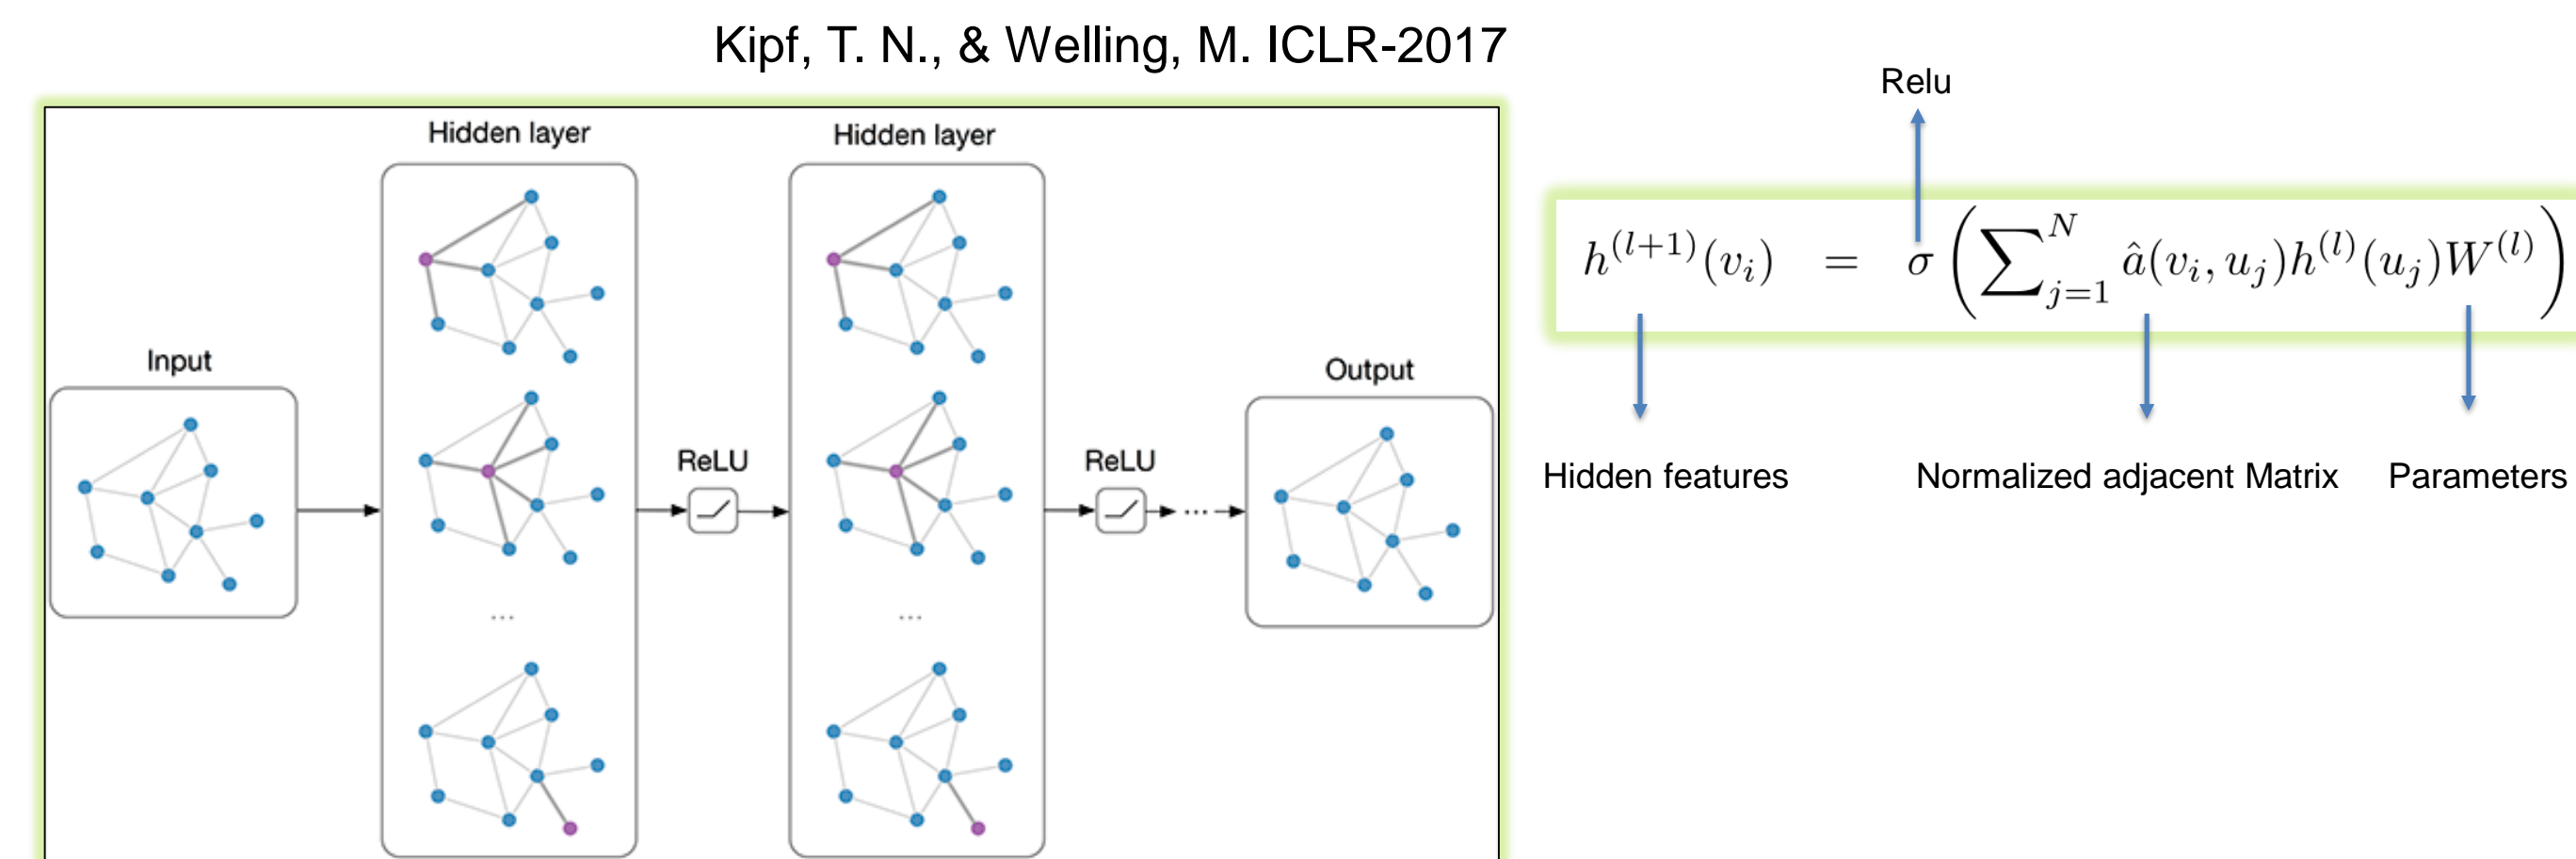 Kipf, T. N., & Welling, M. ICLR-2017
Relu
Hidden layer
Hidden layer
h^{(l+1)}(v_i) = σ(∑_{j=1}^{N} â(v_i, u_j)h^{(l)}(u_j)W^{(l)})
Input
Output
ReLU
ReLU
Hidden features
Normalized adjacent Matrix
Parameters
...
...
...